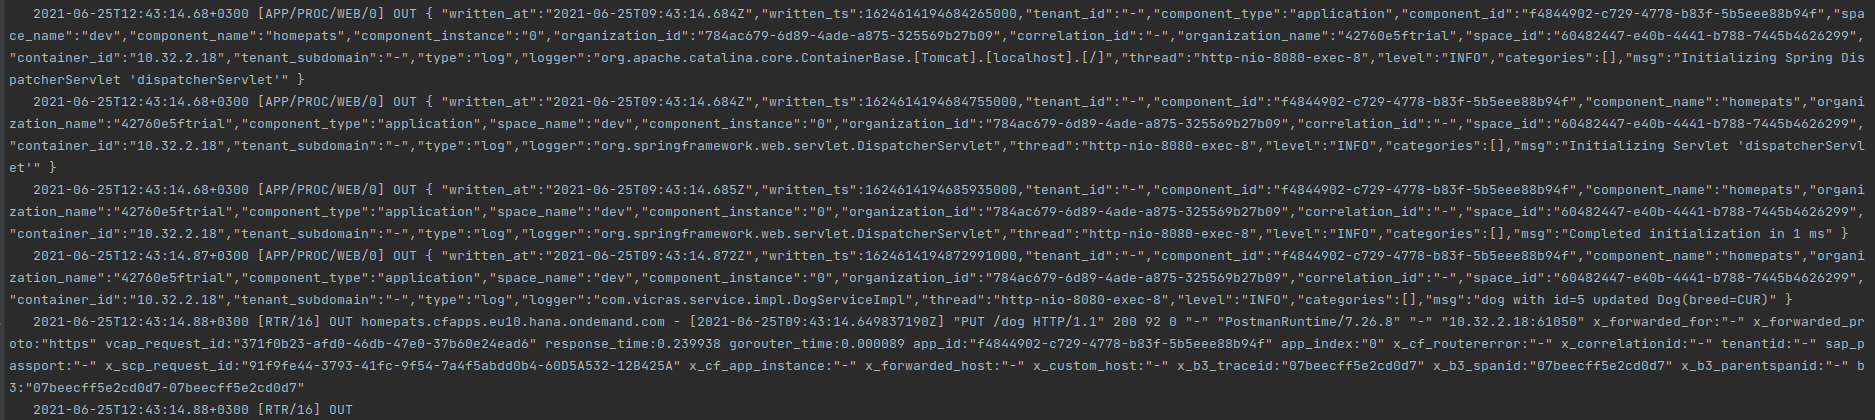 2021-06-25T12:43:14.68+0300 [APP/PROC/WEB/0] OUT { "written_at":"2021-06-25T09:43:14.684Z","written_ts":1624614194684265000,"tenant_id":"-","component_type":"application","component_id":"f4844902-c729-4778-b83f-5b5eee88b94f","spa
ce_name":"dev","component_name":"homepats","component_instance":"0","organization_id":"784ac679-6d89-4ade-a875-325569b27b09","correlation_id":"-","organization_name":"42760e5ftrial","space_id":"60482447-e40b-4441-b788-7445b4626299",
"container_id":"10.32.2.18","tenant_subdomain":"-","type":"log","logger":"org.apache.catalina.core.ContainerBase.[Tomcat].[localhost].[/]","thread":"http-nio-8080-exec-8","level":"INFO","categories":[],"msg":"Initializing Spring Dis
patcherServlet 'dispatcherServlet'" }
2021-06-25T12:43:14.68+0300 [APP/PROC/WEB/0] OUT { "written_at":"2021-06-25T09:43:14.684Z","written_ts":1624614194684755000,"tenant_id":"-","component_id":"f4844902-c729-4778-b83f-5b5eee88b94f","component_name":"homepats","organi
zation_name":"42760e5ftrial","component_type":"application","space_name":"dev","component_instance":"0","organization_id":"784ac679-6d89-4ade-a875-325569b27b09","correlation_id":"-","space_id":"60482447-e40b-4441-b788-7445b4626299",
"container_id":"10.32.2.18","tenant_subdomain":"-","type":"log","logger":"org.springframework.web.servlet.DispatcherServlet","thread":"http-nio-8080-exec-8","level":"INFO","categories":[],"msg":"Initializing Servlet 'dispatcherServl
et'" }
2021-06-25T12:43:14.68+0300 [APP/PROC/WEB/0] OUT { "written_at":"2021-06-25T09:43:14.685Z","written_ts":1624614194685935000,"tenant_id":"-","component_id":"f4844902-c729-4778-b83f-5b5eee88b94f","component_name":"homepats","organi
zation_name":"42760e5ftrial","component_type":"application","space_name":"dev","component_instance":"0","organization_id":"784ac679-6d89-4ade-a875-325569b27b09","correlation_id":"-","space_id":"60482447-e40b-4441-b788-7445b4626299",
"container_id":"10.32.2.18","tenant_subdomain":"-","type":"log","logger":"org.springframework.web.servlet.DispatcherServlet","thread":"http-nio-8080-exec-8","level":"INFO","categories":[],"msg":"Completed initialization in 1 ms" }
2021-06-25T12:43:14.87+0300 [APP/PROC/WEB/0] OUT { "written_at":"2021-06-25T09:43:14.872Z","written_ts":1624614194872991000,"tenant_id":"-","component_id":"f4844902-c729-4778-b83f-5b5eee88b94f","component_name":"homepats","organi
zation_name":"42760e5ftrial","component_type":"application","space_name":"dev","component_instance":"0","organization_id":"784ac679-6d89-4ade-a875-325569b27b09","correlation_id":"-","space_id":"60482447-e40b-4441-b788-7445b4626299",
"container_id":"10.32.2.18","tenant_subdomain":"-","type":"log","logger":"com.vicras.service.impl.DogServiceImpl","thread":"http-nio-8080-exec-8","level":"INFO","categories":[],"msg":"dog with id=5 updated Dog(breed=CUR)" }
2021-06-25T12:43:14.88+0300 [RTR/16] OUT homepats.cfapps.eu10.hana.ondemand.com - [2021-06-25T09:43:14.649837190Z] "PUT /dog HTTP/1.1" 200 92 0 "-" "PostmanRuntime/7.26.8" "-" "10.32.2.18:61050" x_forwarded_for:"-" x_forwarded_pr
oto:"https" vcap_request_id:"371f0b23-afd0-46db-47e0-37b60e24ead6" response_time:0.239938 gorouter_time:0.000089 app_id:"f4844902-c729-4778-b83f-5b5eee88b94f" app_index:"0" x_cf_routererror:"-" x_correlationid:"-" tenantid:"-" sap_p
assport:"-" x_scp_request_id:"91f9fe44-3793-41fc-9f54-7a4f5abdd0b4-60D5A532-12B425A" x_cf_app_instance:"-" x_forwarded_host:"-" x_custom_host:"-" x_b3_traceid:"07beecff5e2cd0d7" x_b3_spanid:"07beecff5e2cd0d7" x_b3_parentspanid:"-" b
3:"07beecff5e2cd0d7-07beecff5e2cd0d7"
2021-06-25T12:43:14.88+0300 [RTR/16] OUT